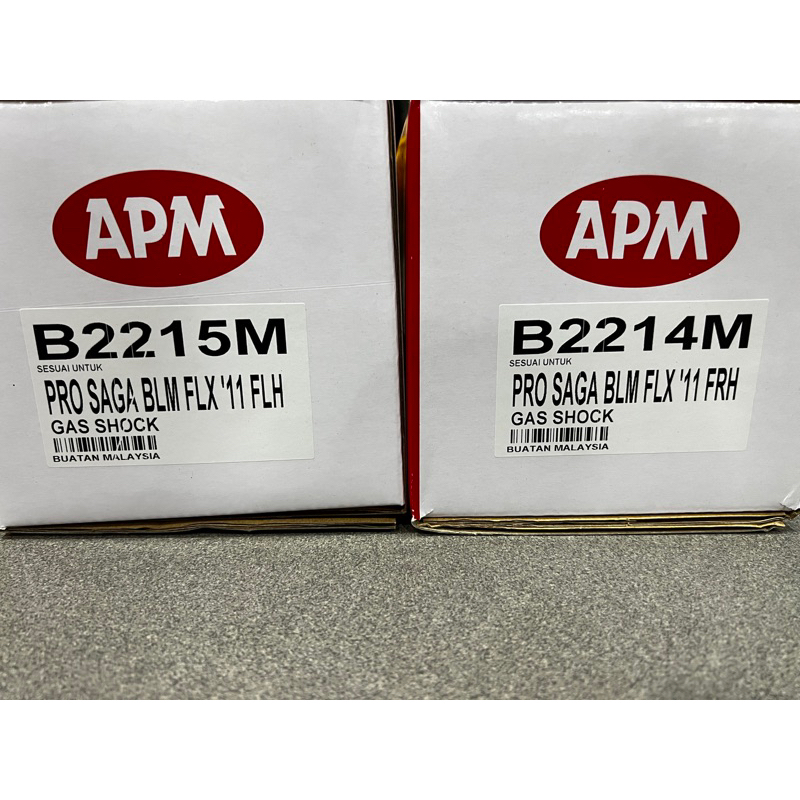 APM
B2215M
SESUAI UNTUK
PRO SAGA BLM FLX '11 FLH
GAS SHOCK
BUATAN MALAYSIA
APM
B2214M
SESUAI UNTUK
PRO SAGA BLM FLX '11 FRH
GAS SHOCK
BUATAN MALAYSIA